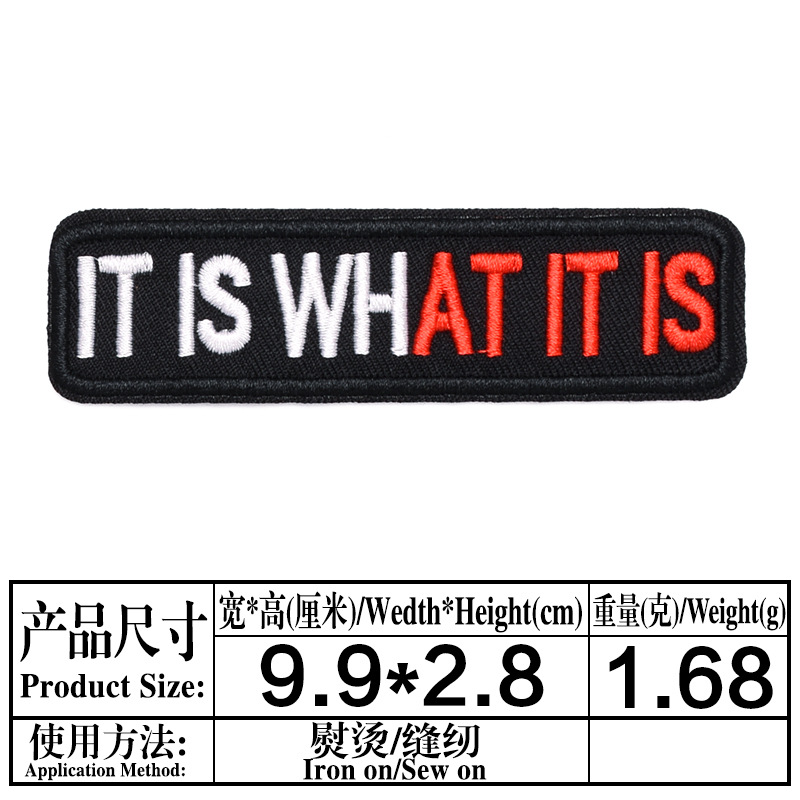 IT IS WHAT IT IS
产品尺寸
Product Size:
宽*高(厘米)/Wedth*Height(cm)
重量(克)/Weight(g)
9.9*2.8
1.68
使用方法:
Application Method:
熨烫/缝纫
Iron on/Sew on